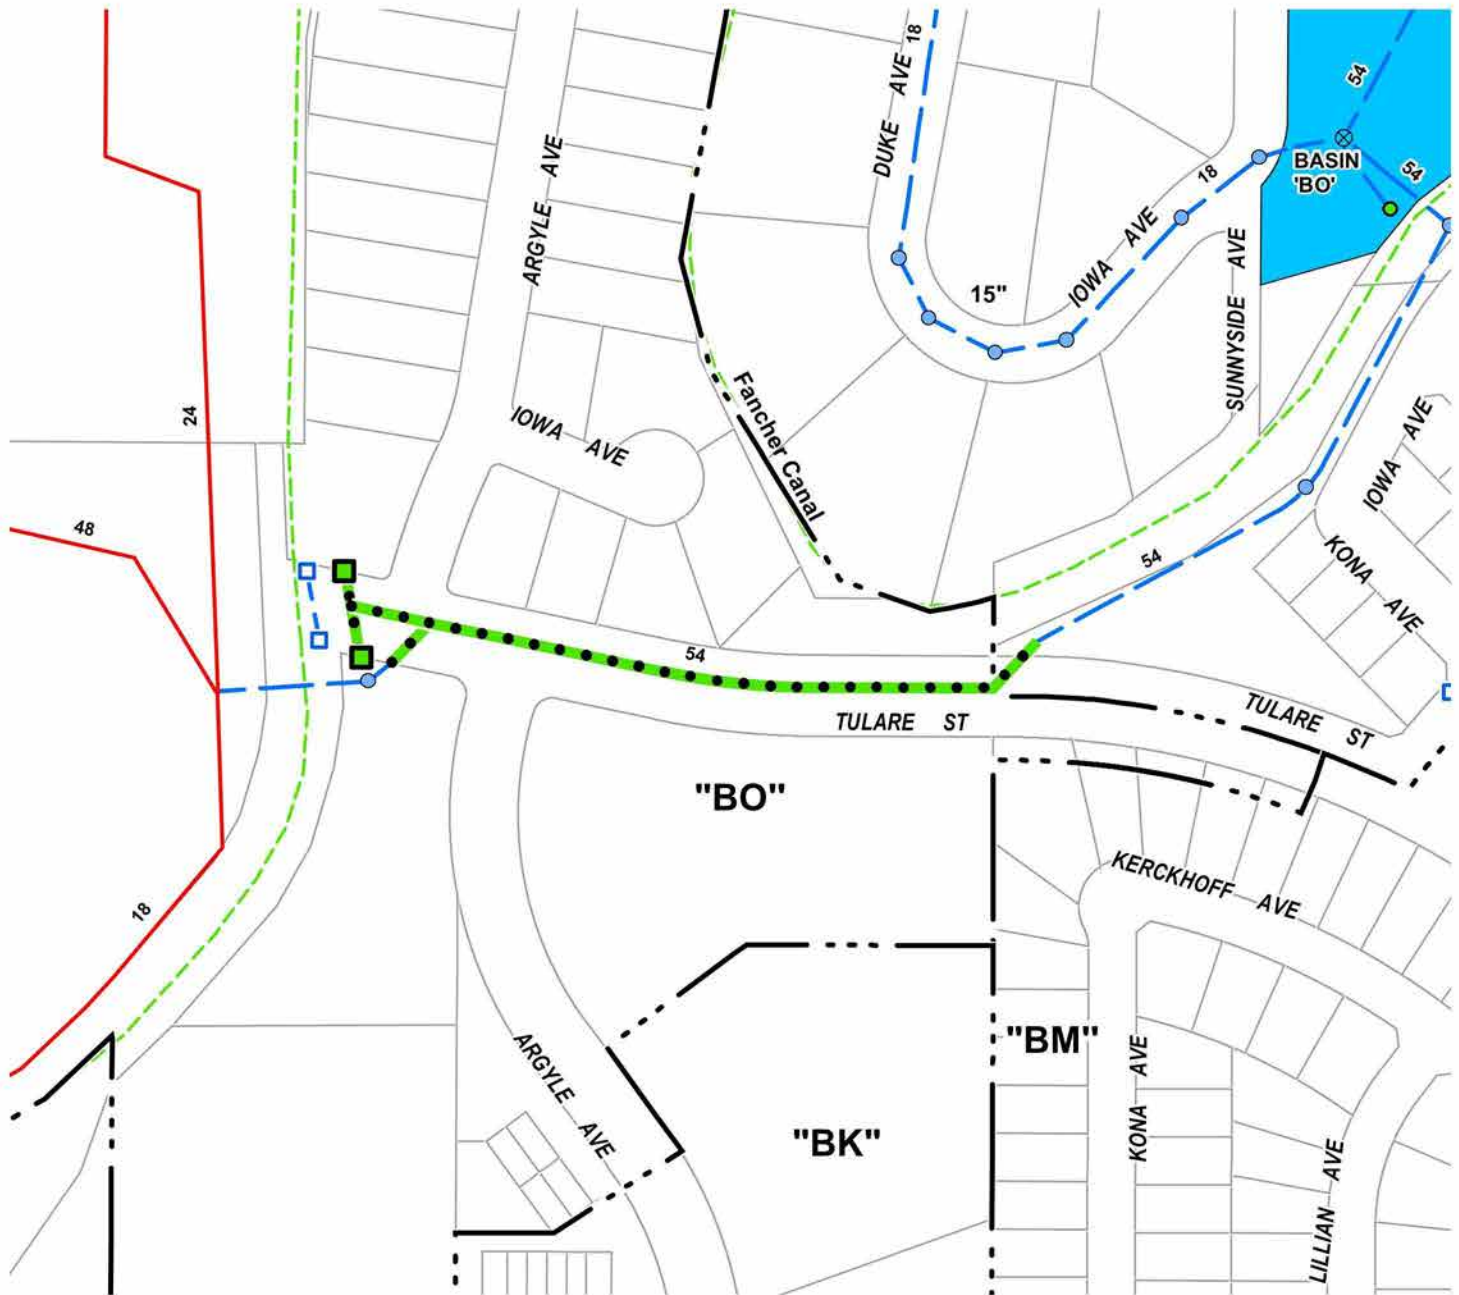 18
DUKE AVE
54
ARGYLE AVE
BASIN
'BO'
54
18
IOWA AVE
15"
SUNNYSIDE AVE
24
IOWA AVE
Fancher Canal
IOWA AVE
48
KONA AVE
54
54
TULARE ST
TULARE ST
"BO"
KERCKHOFF AVE
18
ARGYLE AVE
"BM"
KONA AVE
"BK"
LILLIAN AVE